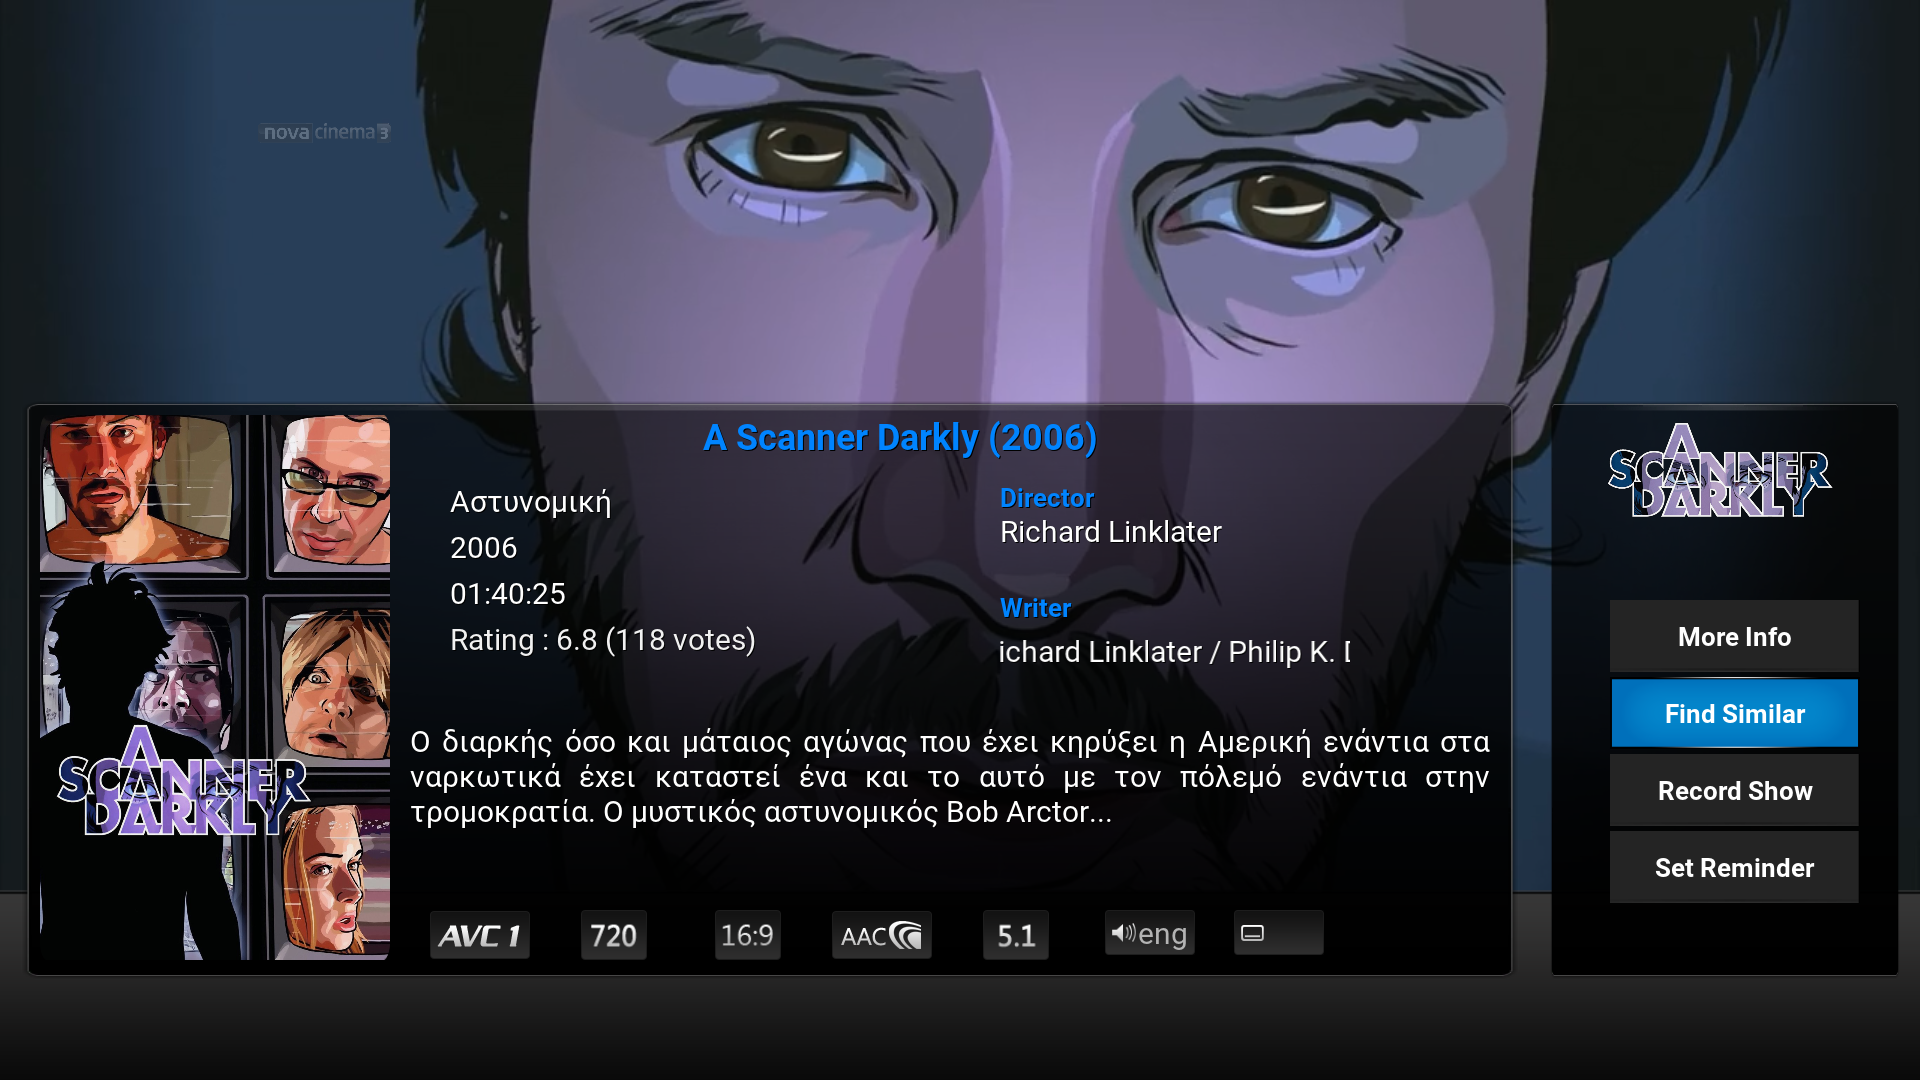 nova cinema 3
A Scanner Darkly (2006)
Αστυνομική
2006
01:40:25
Rating : 6.8 (118 votes)
Director
Richard Linklater
Writer
ichard Linklater / Philip K.
Ο διαρκής όσο και μάταιος αγώνας που έχει κηρύξει η Αμερική ενάντια στα
ναρκωτικά έχει καταστεί ένα και το αυτό με τον πόλεμό ενάντια στην
τρομοκρατία. Ο μυστικός αστυνομικός Bob Arctor...
A
SCANNER
DARKLY
AVC 1
720
16:9
AAC
5.1
eng
A
SCANNER
DARKLY
More Info
Find Similar
Record Show
Set Reminder